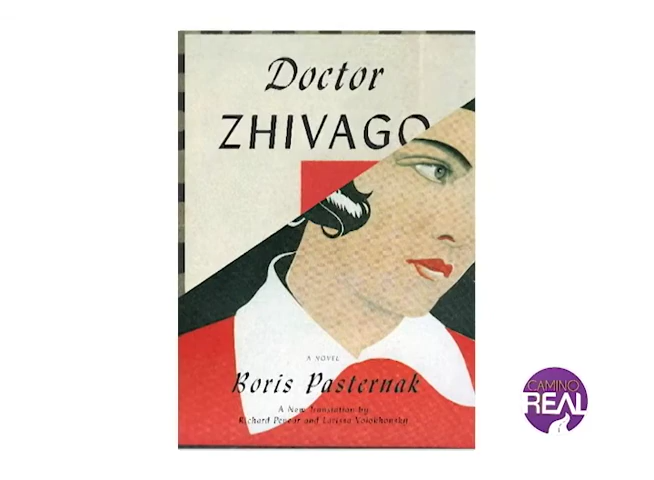 Doctor
ZHIVAGO
A NOVEL
Boris Pasternak
A New Translation by
Richard Pevear and Larissa Volokhonsky
CAMINO
REAL